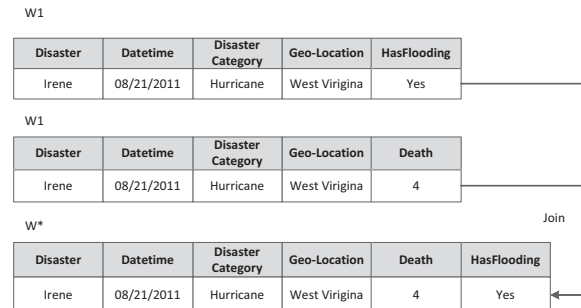 W1
Disaster Datetime Disaster Category Geo-Location HasFlooding
Irene 08/21/2011 Hurricane West Virigina Yes
W1
Disaster Datetime Disaster Category Geo-Location Death
Irene 08/21/2011 Hurricane West Virigina 4
Join
W*
Disaster Datetime Disaster Category Geo-Location Death HasFlooding
Irene 08/21/2011 Hurricane West Virigina 4 Yes